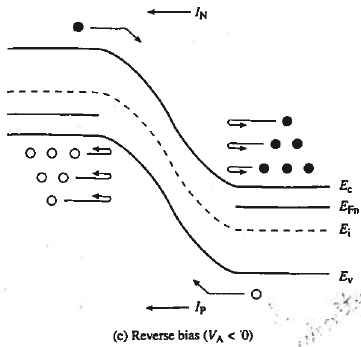 I_N
E_c
E_Fn
E_i
E_v
I_P
(c) Reverse bias (V_A < 0)